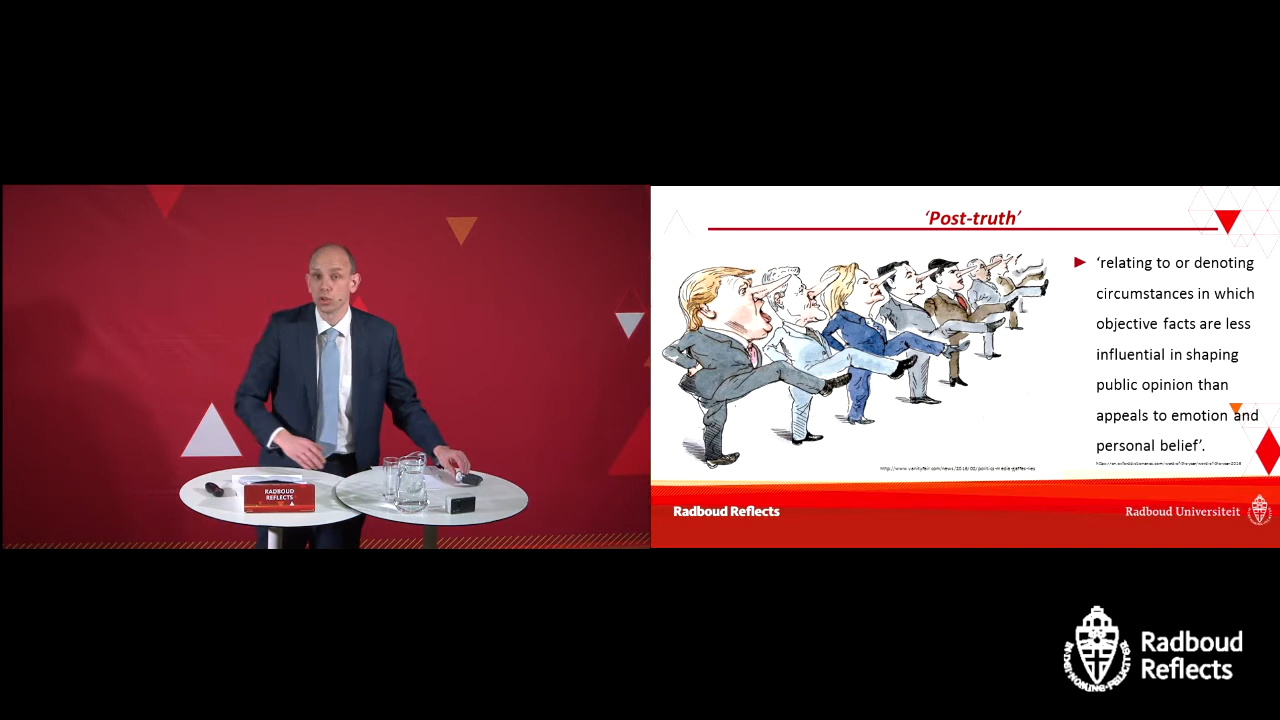 RADBOUD
REFLECTS
'Post-truth'
'relating to or denoting
circumstances in which
objective facts are less
influential in shaping
public opinion than
appeals to emotion and
personal belief'.
Radboud Reflects
Radboud Universiteit
Radboud
Reflects